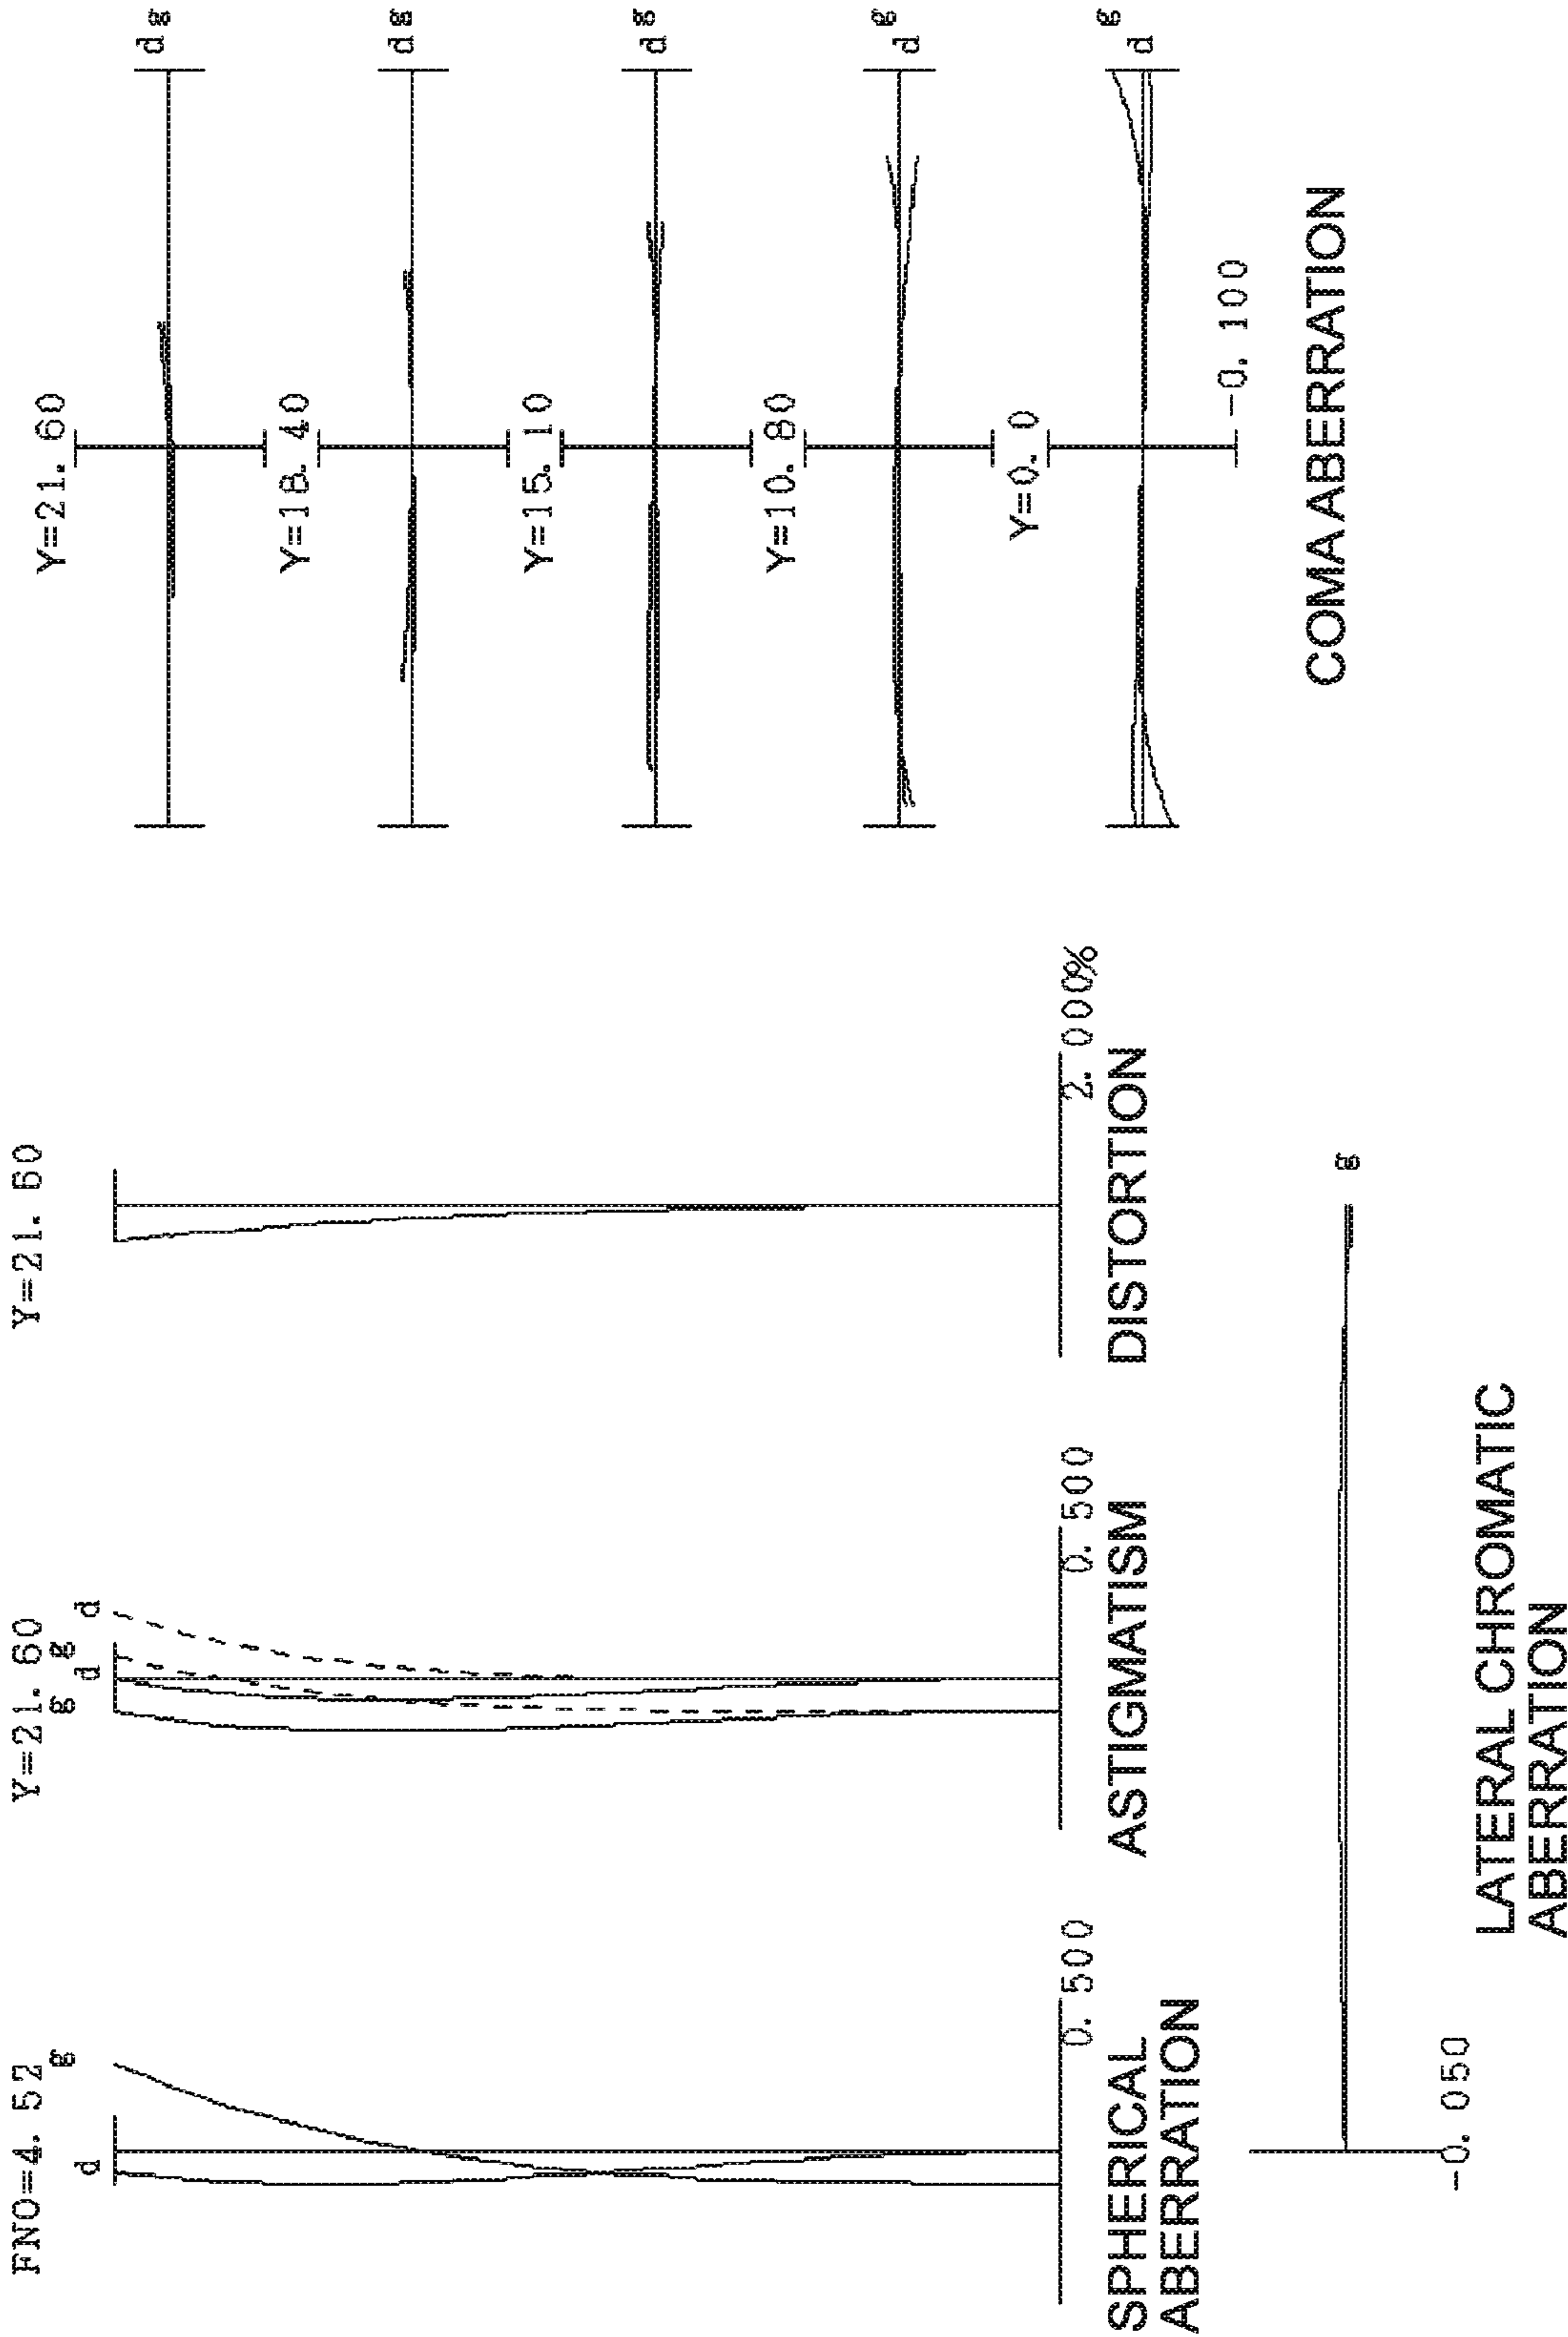 FNO=4. 52
g
d
0. 500
SPHERICAL
ABERRATION
Y=21. 60
g d g d
0. 500
ASTIGMATISM
Y=21. 60
2. 000%
DISTORTION
Y=21. 60
d g
Y=18. 40
d g
Y=15. 10
d g
Y=10. 80
d g
Y=0. 0
d g
-0. 100
COMA ABERRATION
g
-0. 050
LATERAL CHROMATIC
ABERRATION